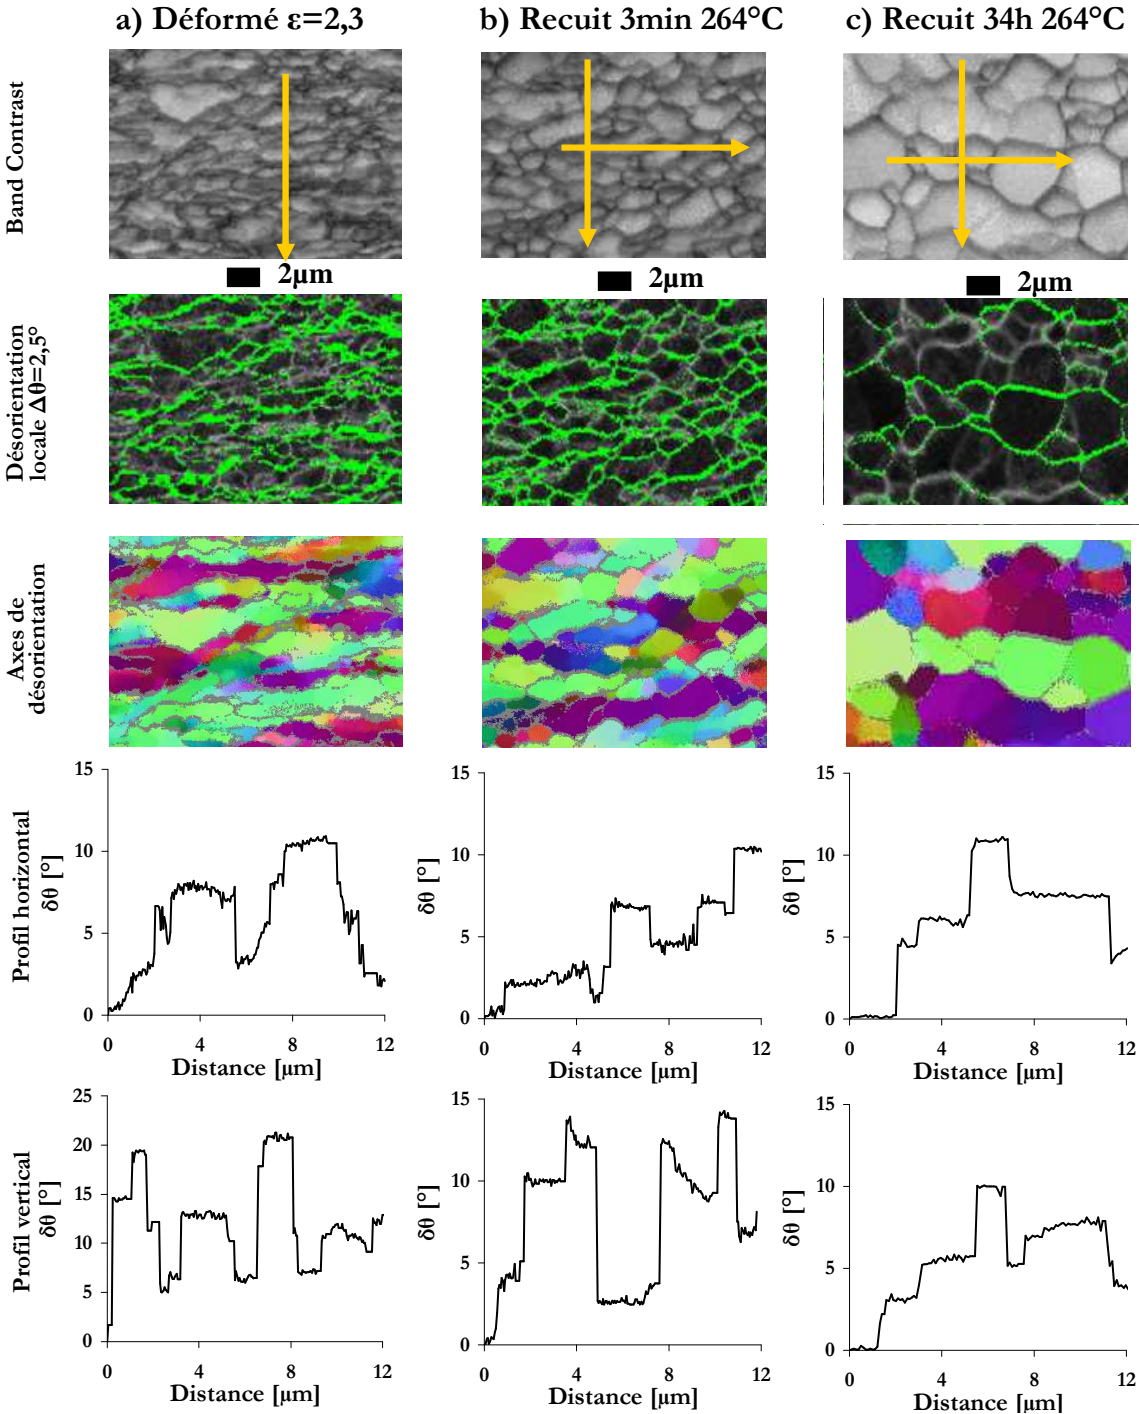 a) Déformé ε=2,3
b) Recuit 3min 264°C
c) Recuit 34h 264°C
Band Contrast
2μm
2μm
2μm
Désorientation
locale Δθ=2,5°
Axes de
désorientation
Profil horizontal
δθ [°]
15
10
5
0
0 4 8 12
Distance [μm]
δθ [°]
15
10
5
0
0 4 8 12
Distance [μm]
δθ [°]
15
10
5
0
0 4 8 12
Distance [μm]
Profil vertical
δθ [°]
25
20
15
10
5
0
0 4 8 12
Distance [μm]
δθ [°]
15
10
5
0
0 4 8 12
Distance [μm]
δθ [°]
15
10
5
0
0 4 8 12
Distance [μm]